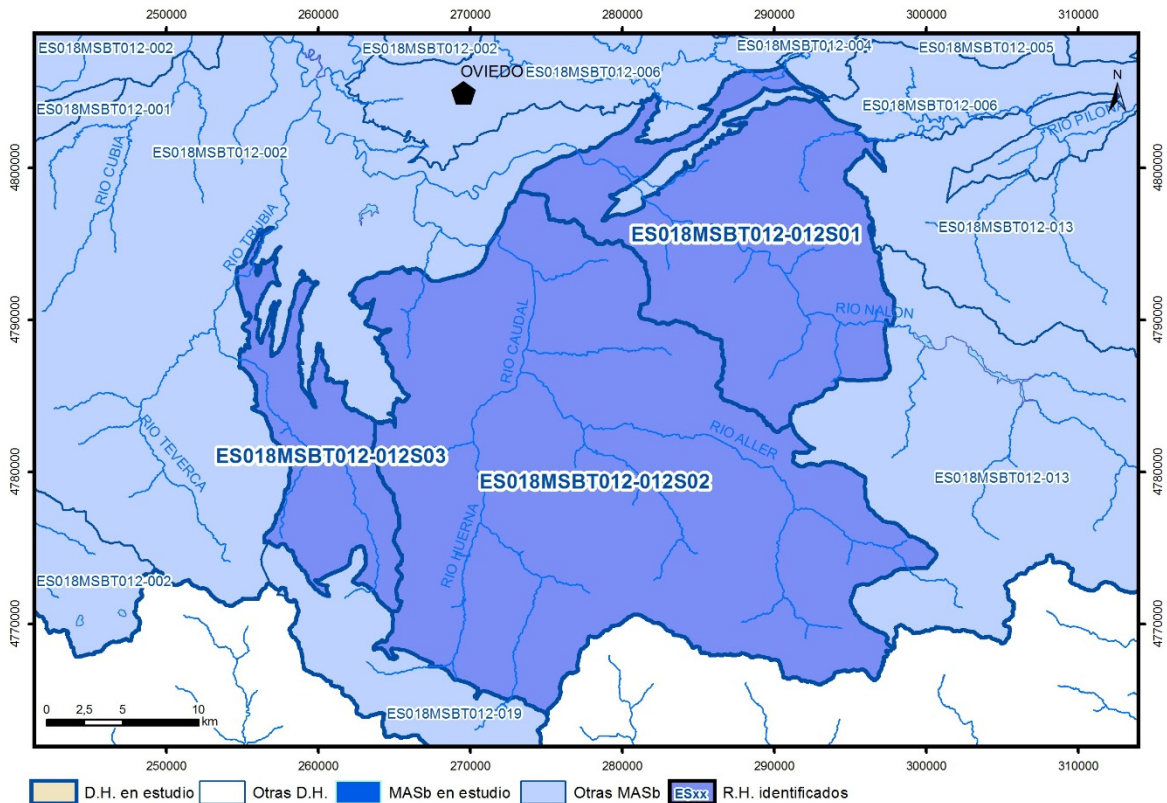 250000 260000 270000 280000 290000 300000 310000
ES018MSBT012-002
ES018MSBT012-002
ES018MSBT012-004
ES018MSBT012-005
OVIEDO
ES018MSBT012-006
N
ES018MSBT012-001
ES018MSBT012-006
RIO PILOÑA
ES018MSBT012-002
RIO CUBIA
4800000
4800000
RIO TRUBIA
ES018MSBT012-012S01
ES018MSBT012-013
4790000
RIO CAUDAL
RIO NALON
4790000
RIO TEVERCA
RIO ALLER
ES018MSBT012-012S03
ES018MSBT012-012S02
ES018MSBT012-013
4780000
4780000
RIO HUERNA
ES018MSBT012-002
4770000
4770000
ES018MSBT012-019
0 2,5 5 10
km
250000 260000 270000 280000 290000 300000 310000
D.H. en estudio Otras D.H. MASb en estudio Otras MASb ESxx R.H. identificados